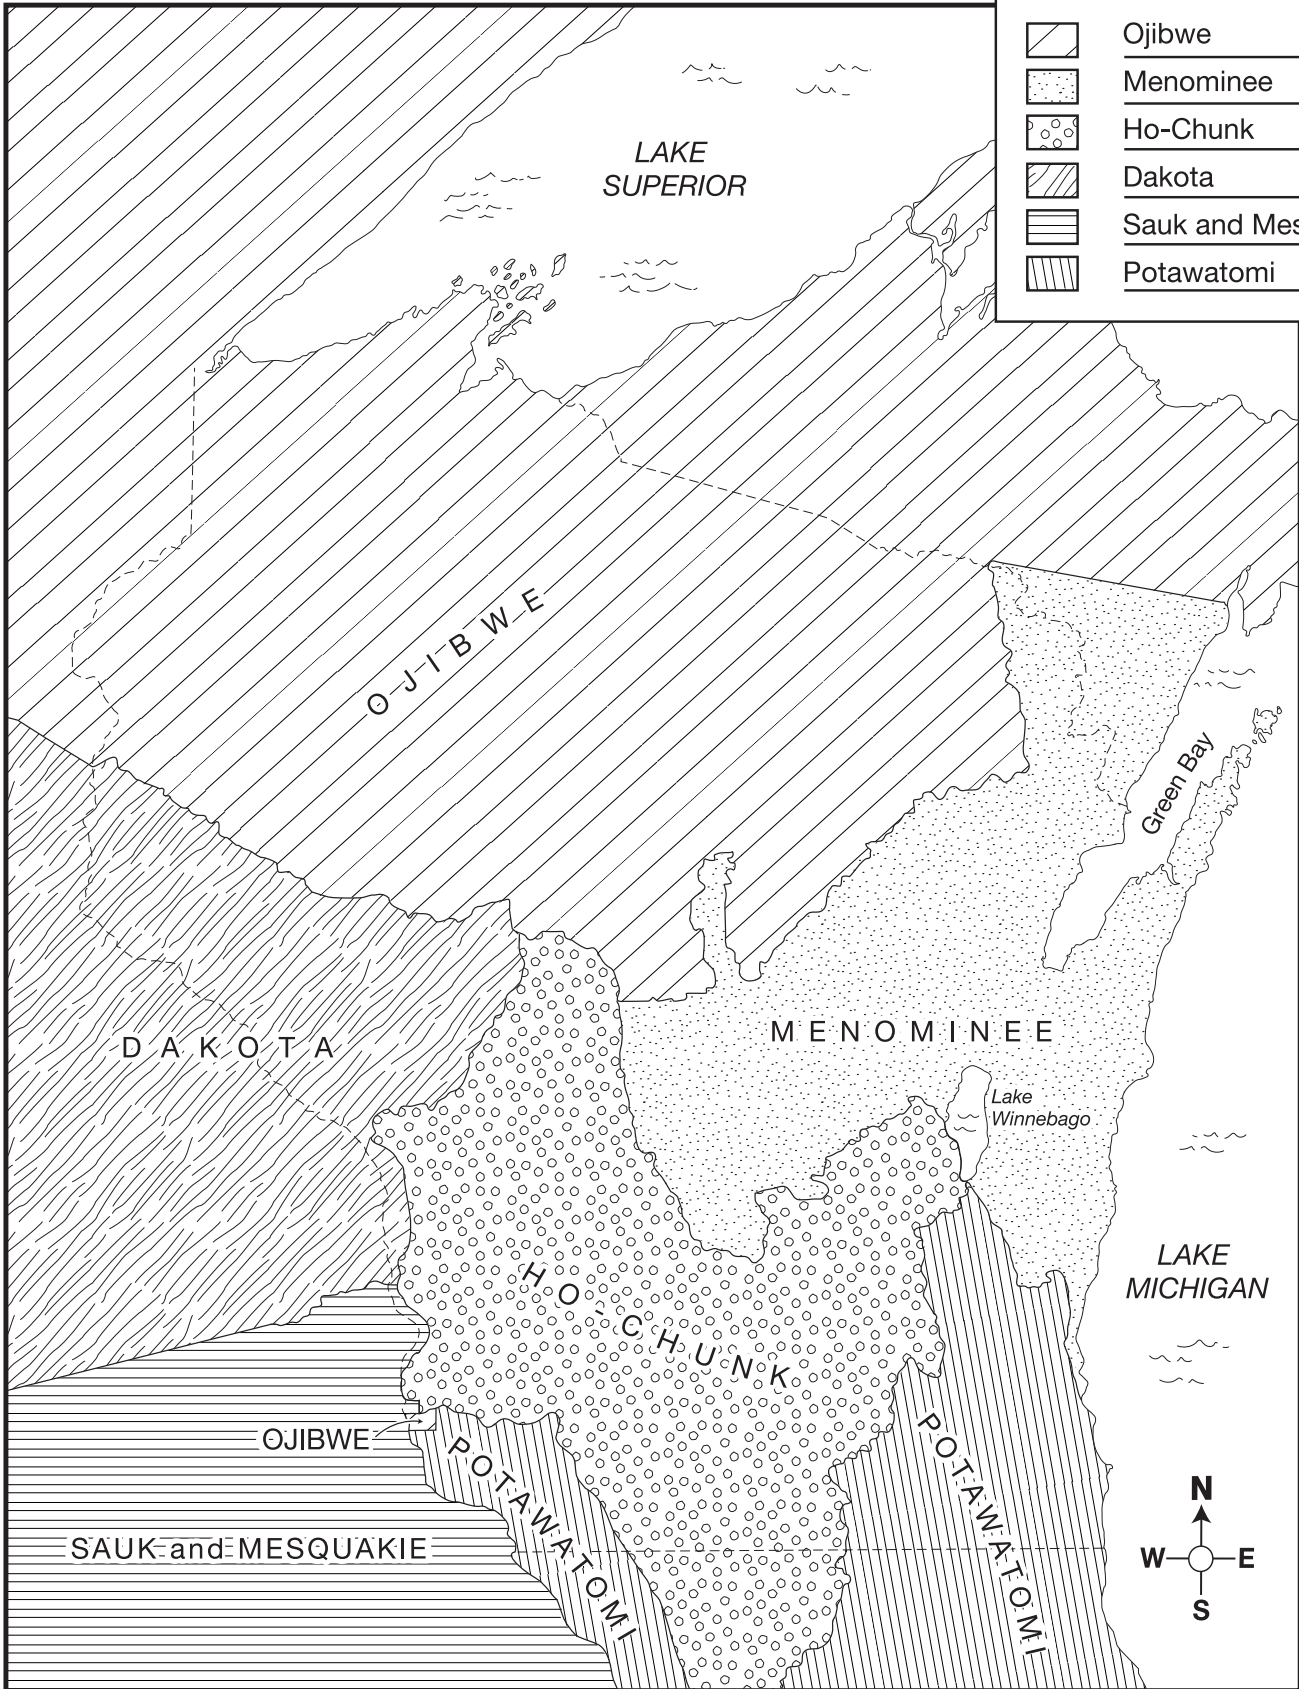 Ojibwe
Menominee
Ho-Chunk
Dakota
Sauk and Mes
Potawatomi
LAKE
SUPERIOR
OJIBWE
Green Bay
DAKOTA
MENOMINEE
Lake
Winnebago
LAKE
MICHIGAN
HO-CHUNK
OJIBWE
POTAWATOMI
POTAWATOMI
SAUK and MESQUAKIE
N
W E
S